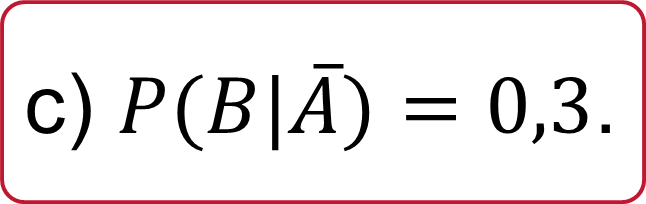 c) P(B|Ā) = 0,3.